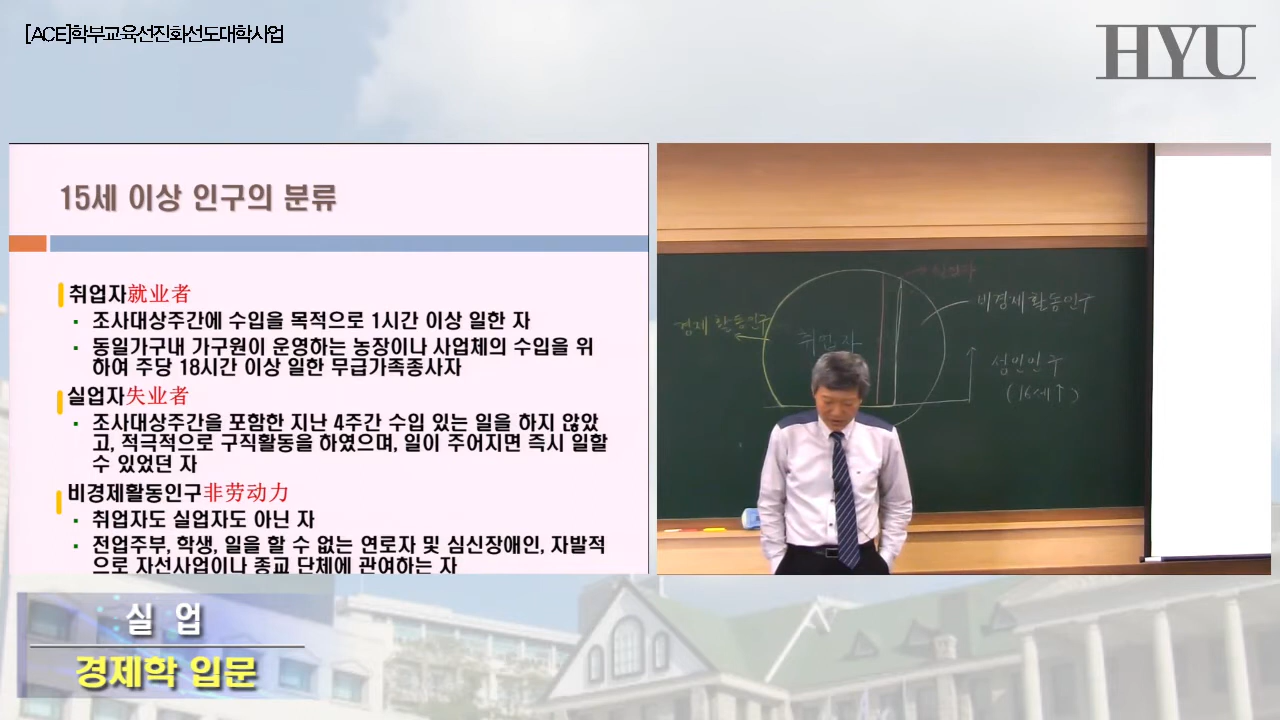 [ACE]학부교육선진화선도대학사업
HYU
15세 이상 인구의 분류
취업자就业者
조사대상주간에 수입을 목적으로 1시간 이상 일한 자
동일가구내 가구원이 운영하는 농장이나 사업체의 수입을 위
하여 주당 18시간 이상 일한 무급가족종사자
실업자失业者
조사대상주간을 포함한 지난 4주간 수입 있는 일을 하지 않았
고, 적극적으로 구직활동을 하였으며, 일이 주어지면 즉시 일할
수 있었던 자
비경제활동인구非劳动力
취업자도 실업자도 아닌 자
전업주부, 학생, 일을 할 수 없는 연로자 및 심신장애인, 자발적
으로 자선사업이나 종교 단체에 관여하는 자
실업자
비경제활동인구
경제 활동인구
취업자
성인인구
(16세↑)
실 업
경제학 입문